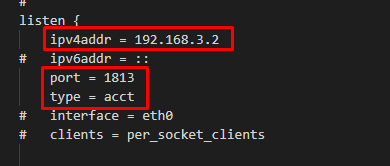 #
listen {
ipv4addr = 192.168.3.2
# ipv6addr = ::
port = 1813
type = acct
# interface = eth0
# clients = per_socket_clients